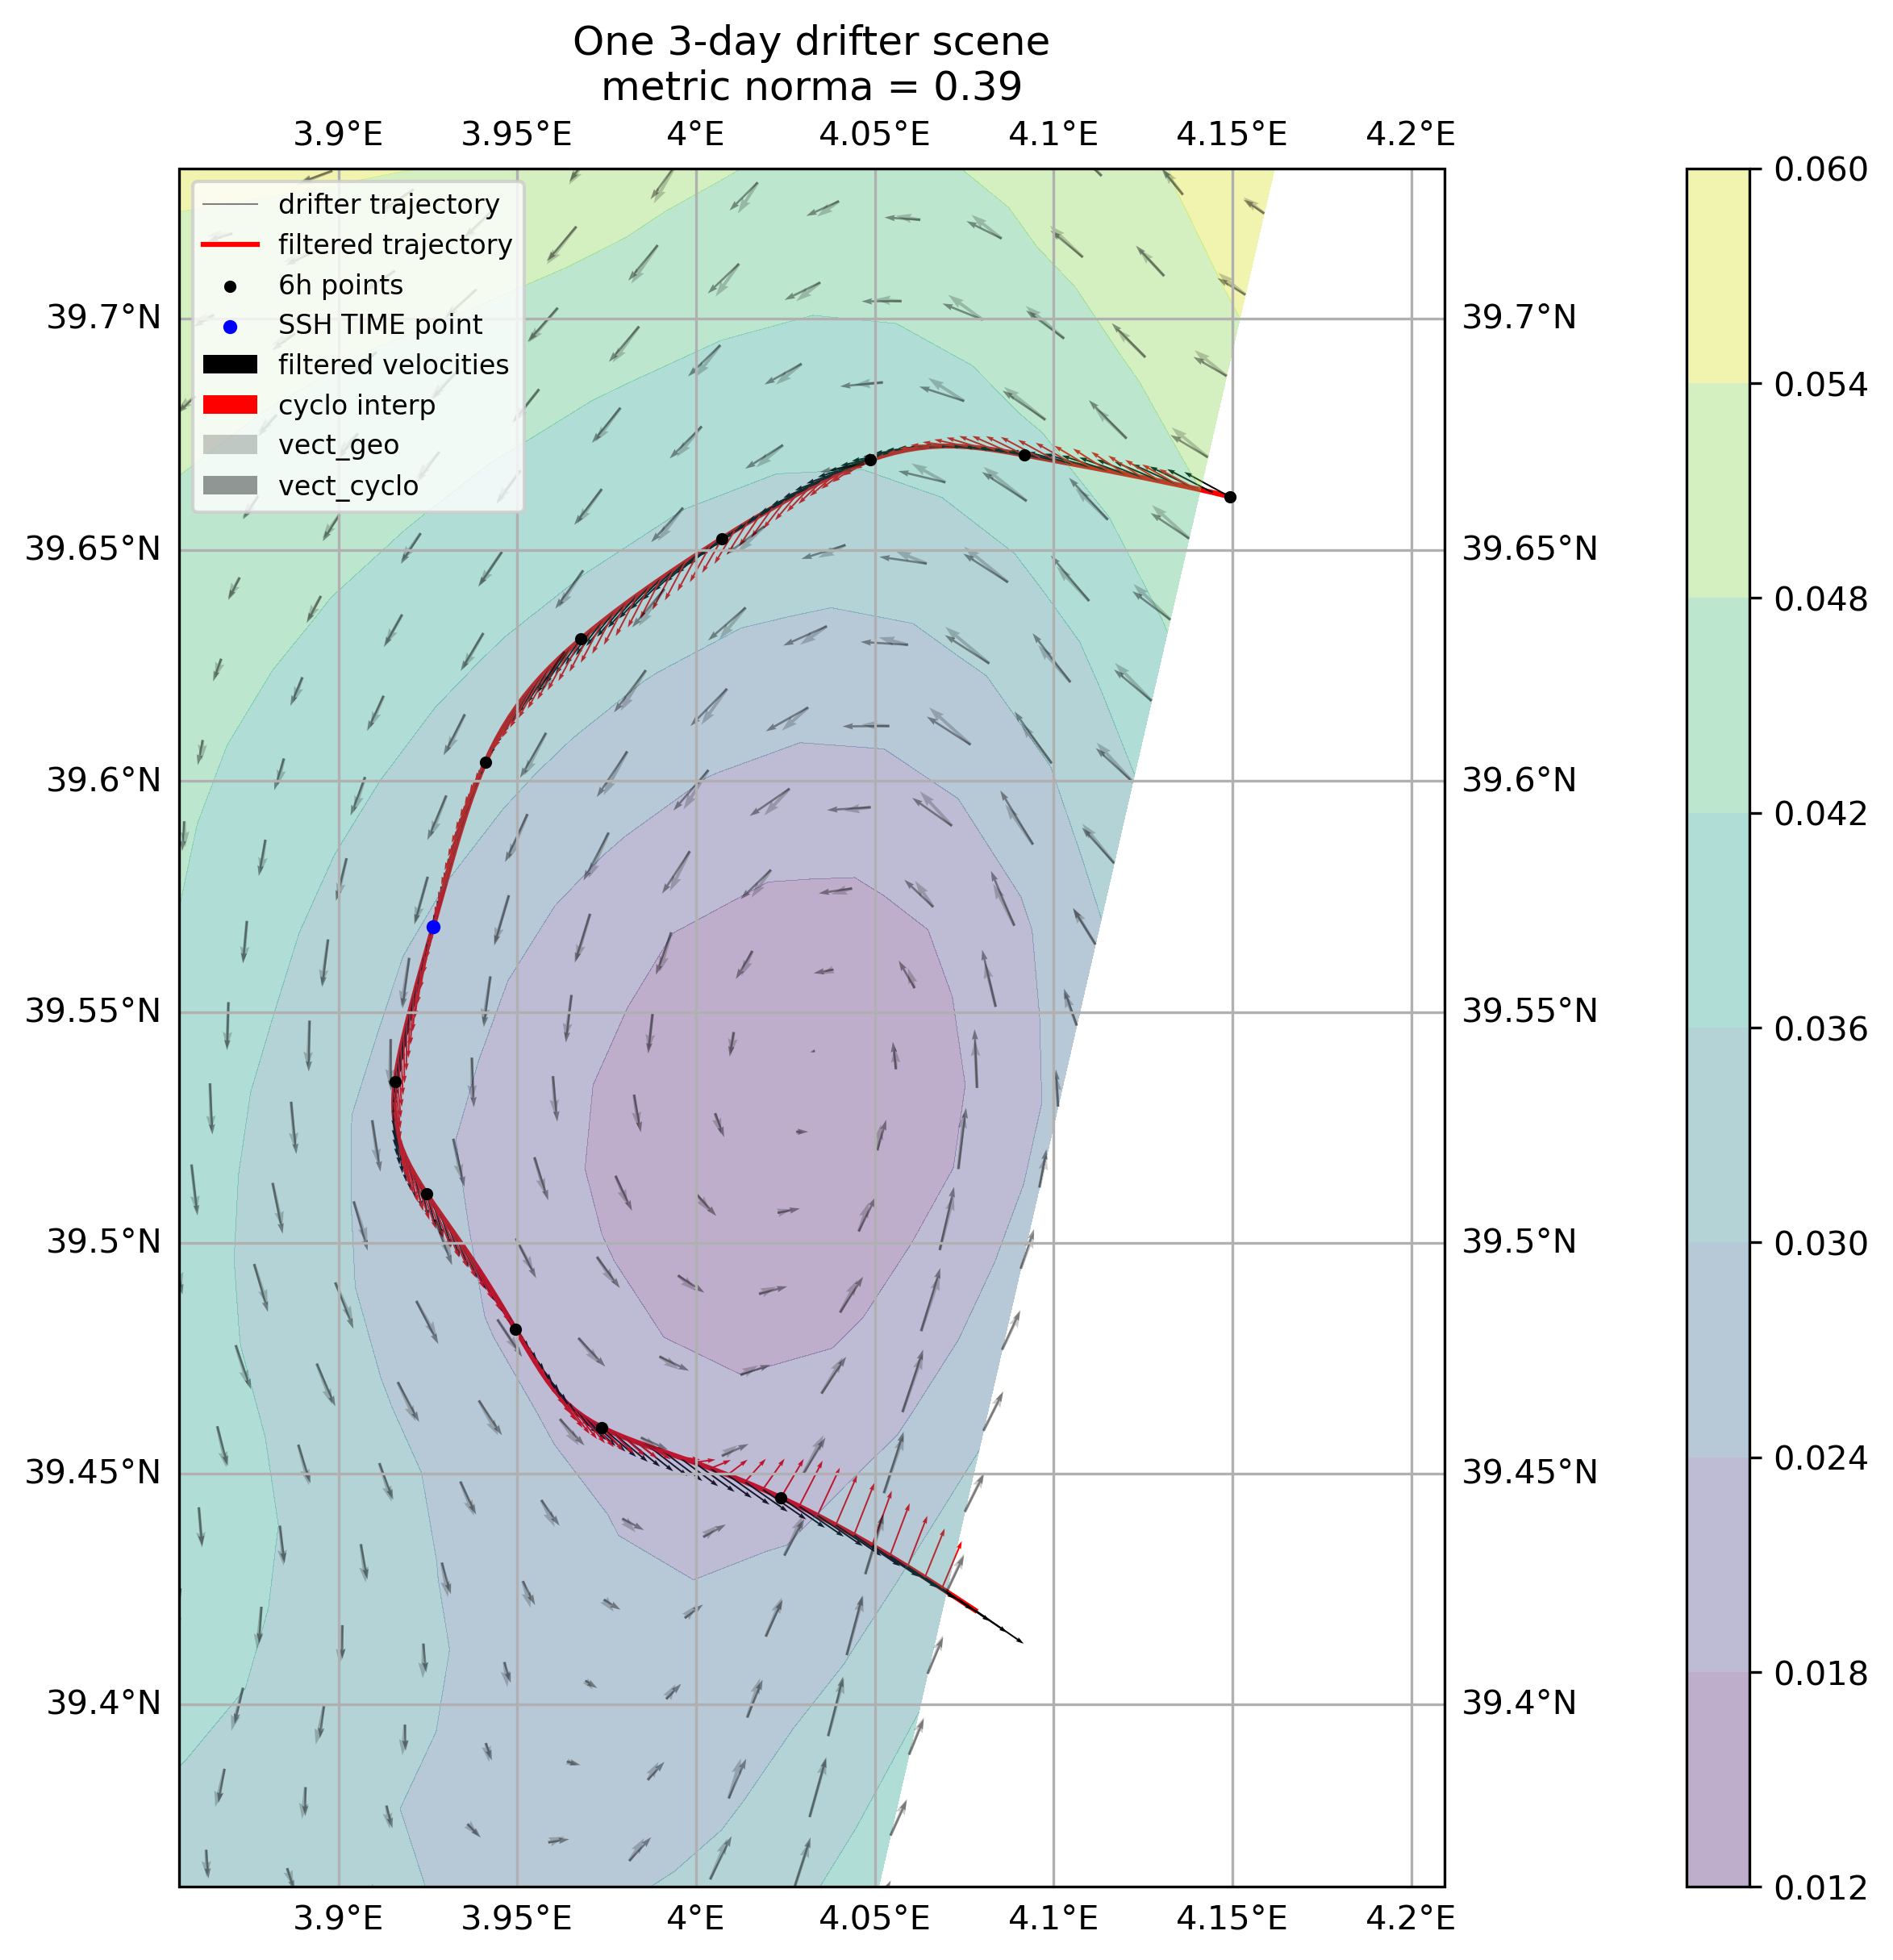 One 3-day drifter scene
metric norma = 0.39
3.9°E 3.95°E 4°E 4.05°E 4.1°E 4.15°E 4.2°E
drifter trajectory
filtered trajectory
6h points
SSH TIME point
filtered velocities
cyclo interp
vect_geo
vect_cyclo
39.7°N 39.7°N
39.65°N 39.65°N
39.6°N 39.6°N
39.55°N 39.55°N
39.5°N 39.5°N
39.45°N 39.45°N
39.4°N 39.4°N
3.9°E 3.95°E 4°E 4.05°E 4.1°E 4.15°E 4.2°E
0.060
0.054
0.048
0.042
0.036
0.030
0.024
0.018
0.012